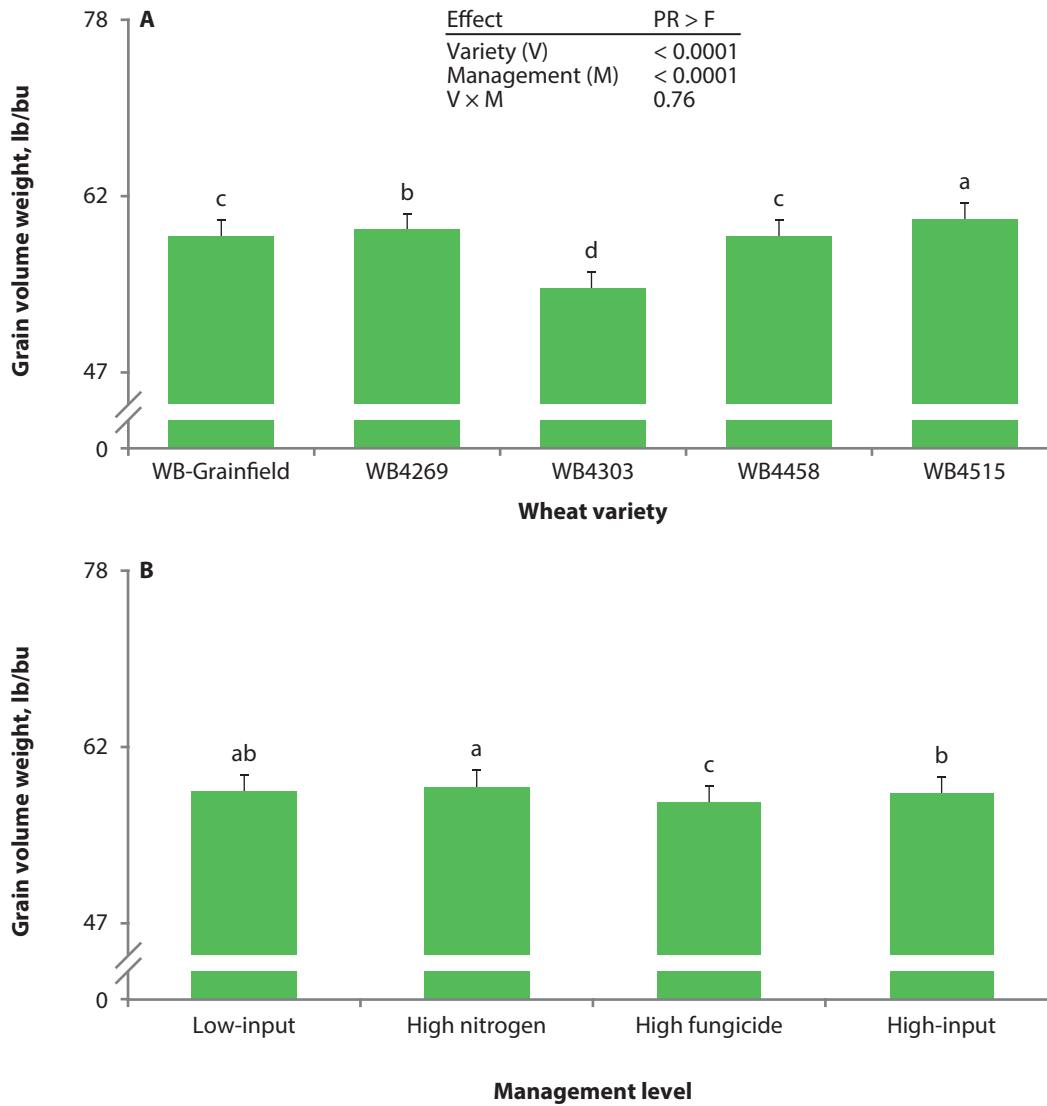 A
Effect PR > F
Variety (V) < 0.0001
Management (M) < 0.0001
V × M 0.76
Grain volume weight, lb/bu
78
62
47
0
c
b
d
c
a
WB-Grainfield WB4269 WB4303 WB4458 WB4515
Wheat variety
B
Grain volume weight, lb/bu
78
62
47
0
ab
a
c
b
Low-input High nitrogen High fungicide High-input
Management level